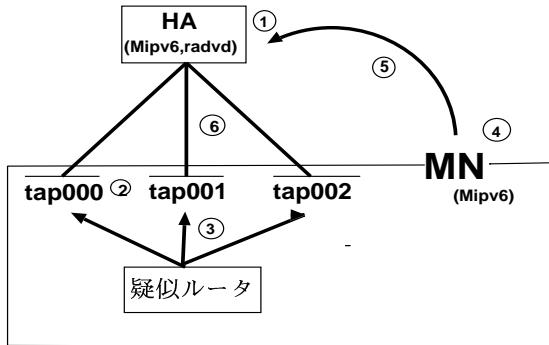 HA
(Mipv6,radvd)
①
⑤
④
⑥
MN
(Mipv6)
tap000
②
tap001
tap002
③
疑似ルータ